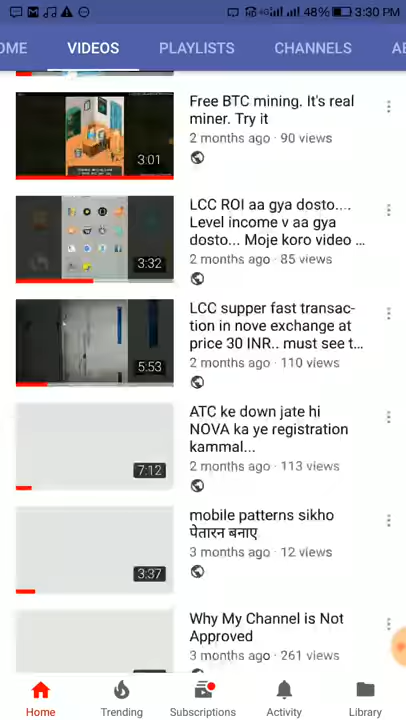 48% 3:30 PM
OME VIDEOS PLAYLISTS CHANNELS AB
Free BTC mining. It's real
miner. Try it
2 months ago · 90 views
3:01
LCC ROI aa gya dosto....
Level income v aa gya
dosto... Moje koro video ...
2 months ago · 85 views
3:32
LCC supper fast transac-
tion in nove exchange at
price 30 INR.. must see t...
2 months ago · 110 views
5:53
ATC ke down jate hi
NOVA ka ye registration
kammal...
2 months ago · 113 views
7:12
mobile patterns sikho
पेतारन बनाए
3 months ago · 12 views
3:37
Why My Channel is Not
Approved
3 months ago · 261 views
Home Trending Subscriptions Activity Library